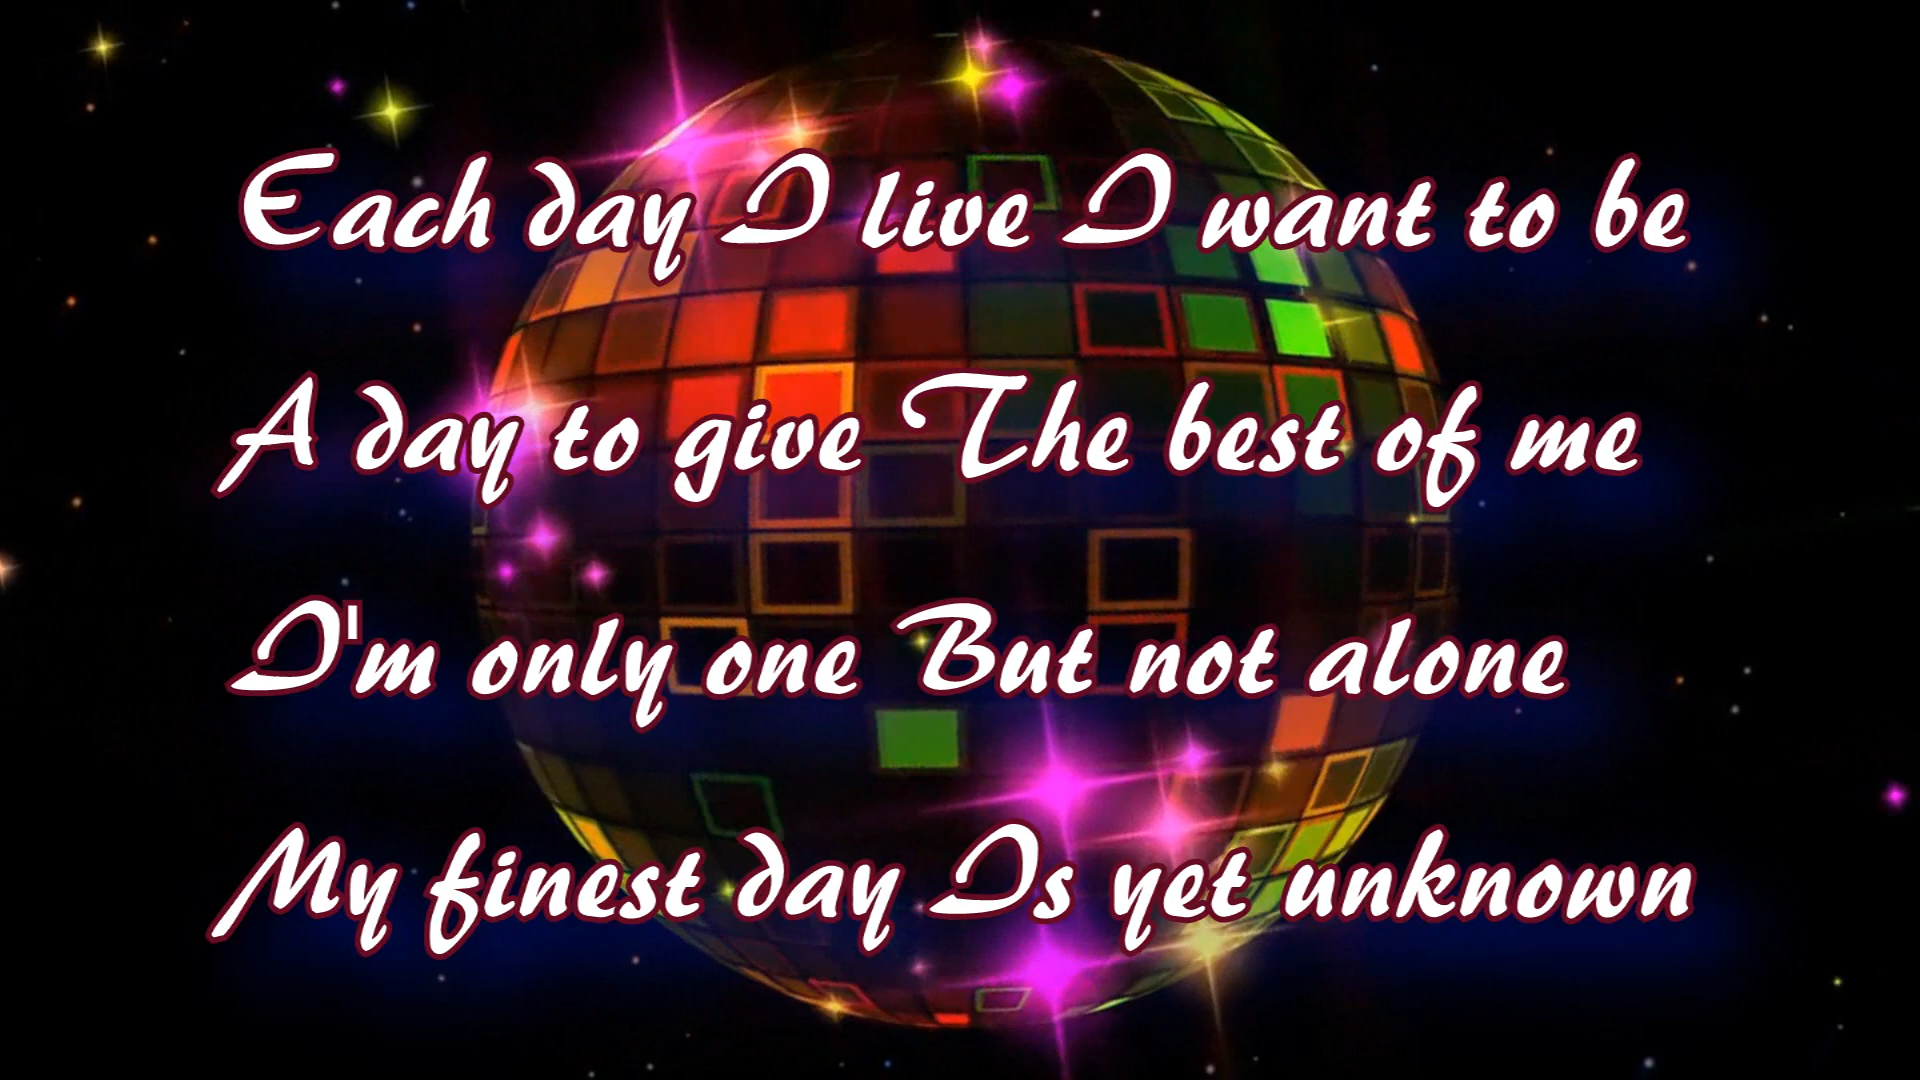 Each day I live I want to be
A day to give The best of me
I'm only one But not alone
My finest day Is yet unknown